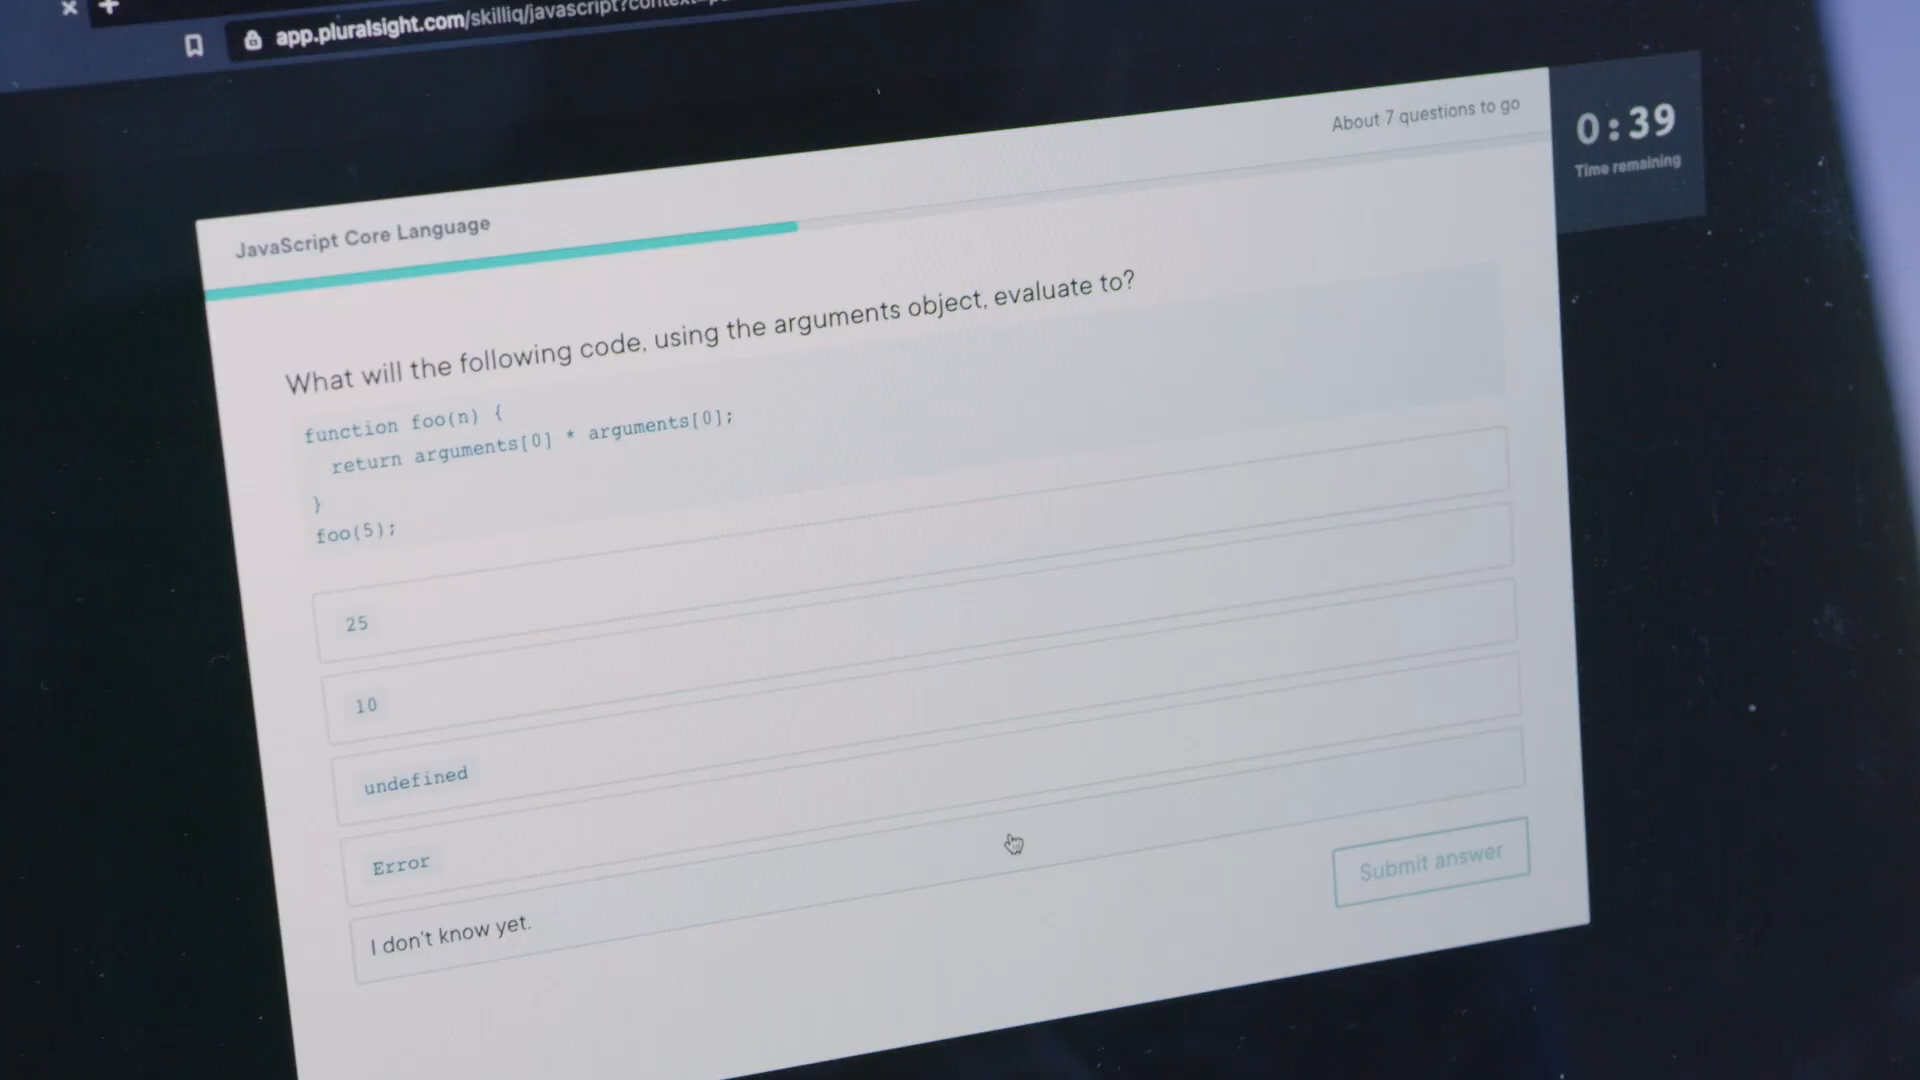 app.pluralsight.com/skilliq/javascript?
About 7 questions to go
0:39
Time remaining
JavaScript Core Language
What will the following code, using the arguments object, evaluate to?
function foo(n) {
return arguments[0] * arguments[0];
}
foo(5);
25
10
undefined
Error
I don't know yet.
Submit answer